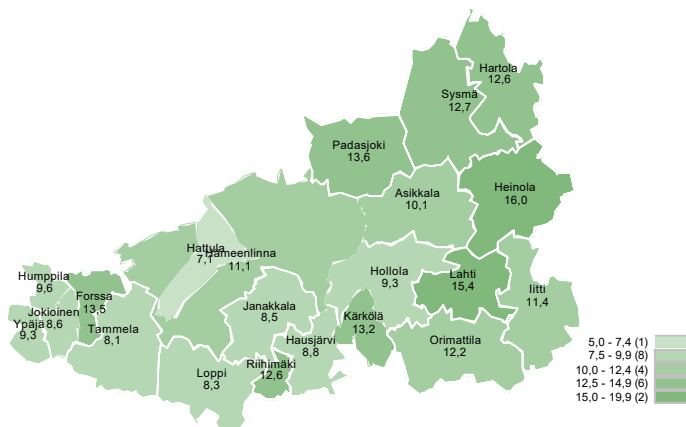 Hartola
12,6
Sysmä
12,7
Padasjoki
13,6
Heinola
16,0
Asikkala
10,1
Hattula
7,1
Hämeenlinna
11,1
Hollola
9,3
Lahti
15,4
Iitti
11,4
Humppila
9,6
Forssa
13,5
Jokioinen
8,6
Ypäjä
9,3
Tammela
8,1
Janakkala
8,5
Kärkölä
13,2
Hausjärvi
8,8
Orimattila
12,2
Loppi
8,3
Riihimäki
12,6
5,0 - 7,4 (1)
7,5 - 9,9 (8)
10,0 - 12,4 (4)
12,5 - 14,9 (6)
15,0 - 19,9 (2)